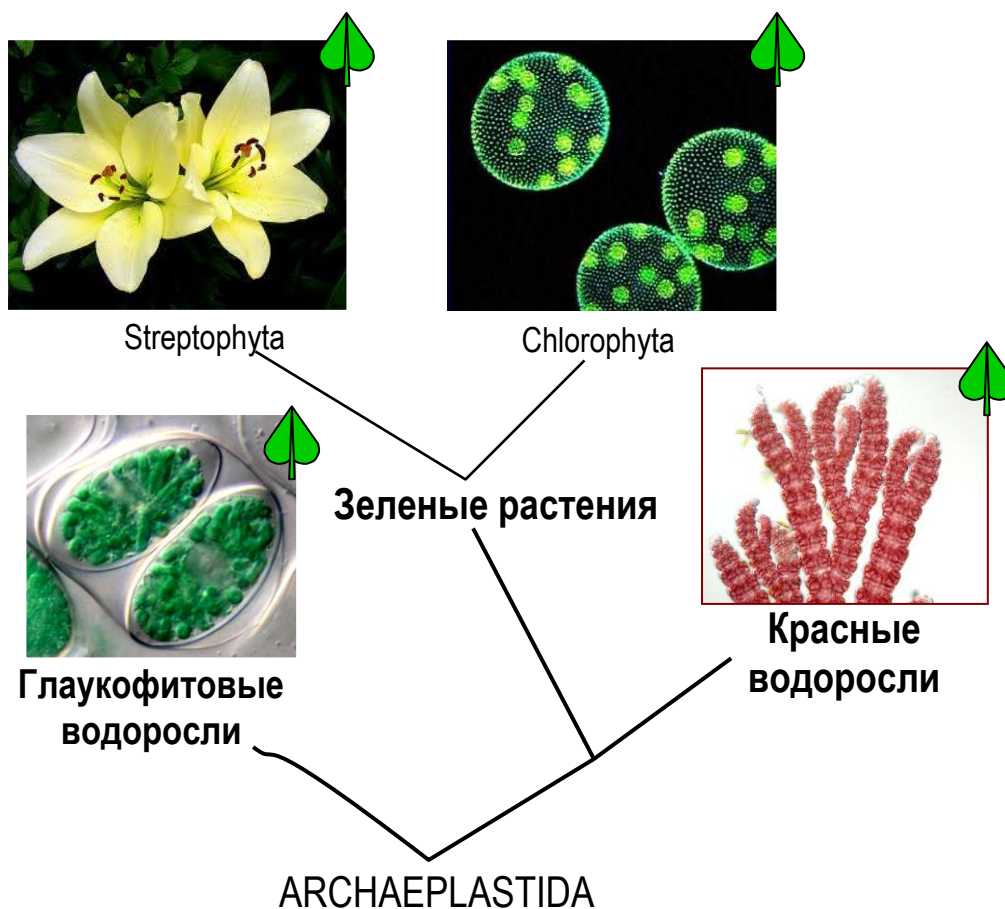 Streptophyta
Chlorophyta
Зеленые растения
Красные
водоросли
Глаукофитовые
водоросли
ARCHAEPLASTIDA